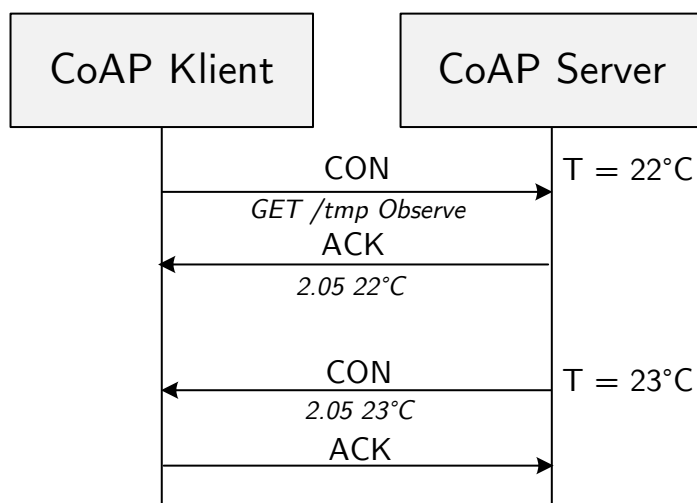 CoAP Klient
CoAP Server
CON
T = 22°C
GET /tmp Observe
ACK
2.05 22°C
CON
T = 23°C
2.05 23°C
ACK